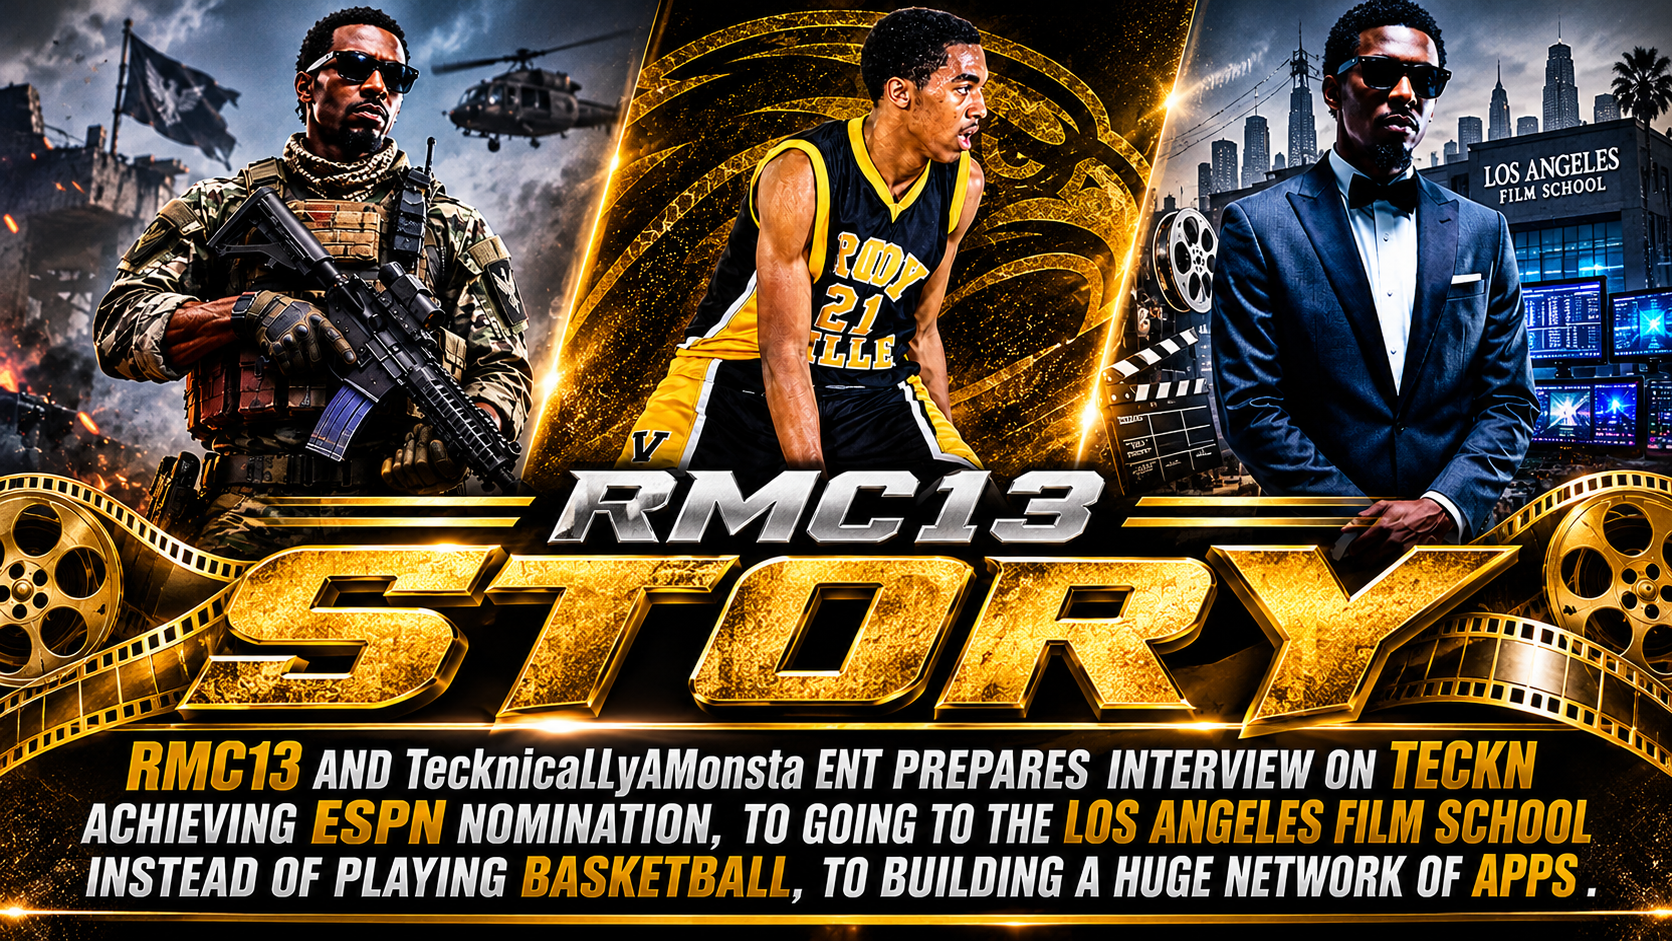 LOS ANGELES
FILM SCHOOL
21
V
RMC13
STORY
RMC13 AND TecknicaLLyAMonsta ENT PREPARES INTERVIEW ON TECKN
ACHIEVING ESPN NOMINATION, TO GOING TO THE LOS ANGELES FILM SCHOOL
INSTEAD OF PLAYING BASKETBALL, TO BUILDING A HUGE NETWORK OF APPS.